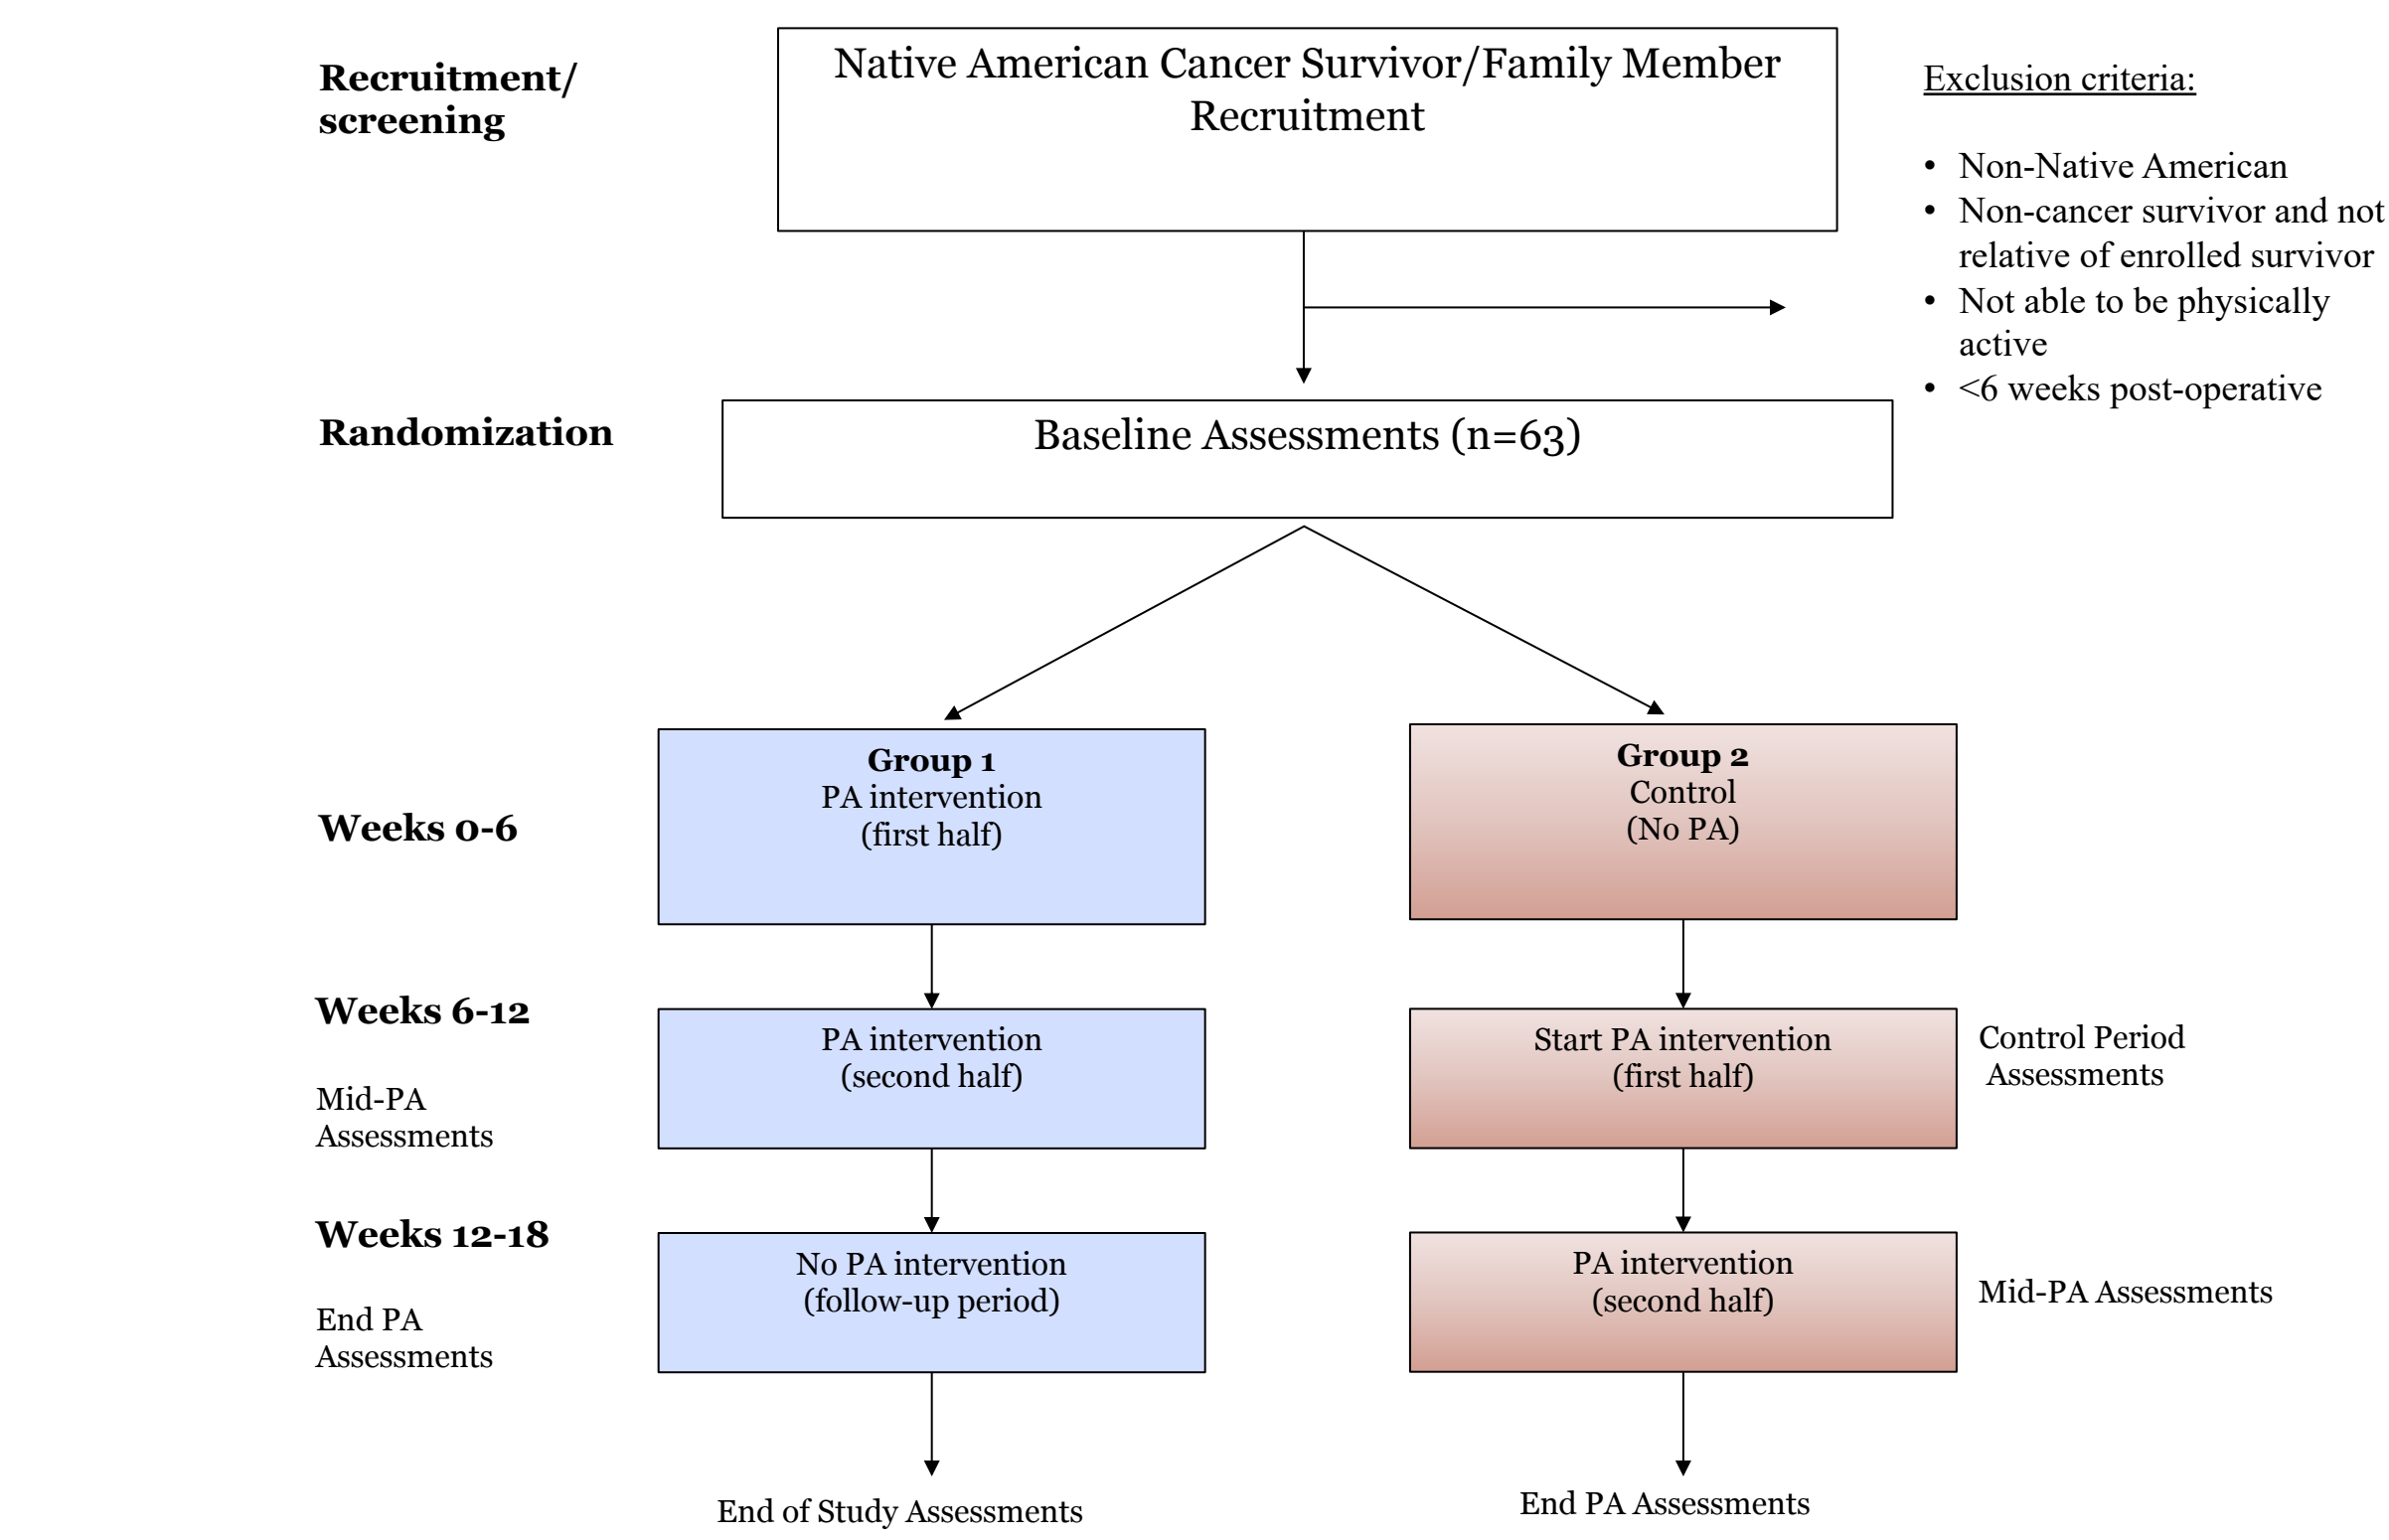 Recruitment/
screening
Native American Cancer Survivor/Family Member
Recruitment
Exclusion criteria:
• Non-Native American
• Non-cancer survivor and not
relative of enrolled survivor
• Not able to be physically
active
• <6 weeks post-operative
Randomization
Baseline Assessments (n=63)
Weeks 0-6
Group 1
PA intervention
(first half)
Group 2
Control
(No PA)
Weeks 6-12
Mid-PA
Assessments
PA intervention
(second half)
Start PA intervention
(first half)
Control Period
Assessments
Weeks 12-18
End PA
Assessments
No PA intervention
(follow-up period)
PA intervention
(second half)
Mid-PA Assessments
End of Study Assessments
End PA Assessments